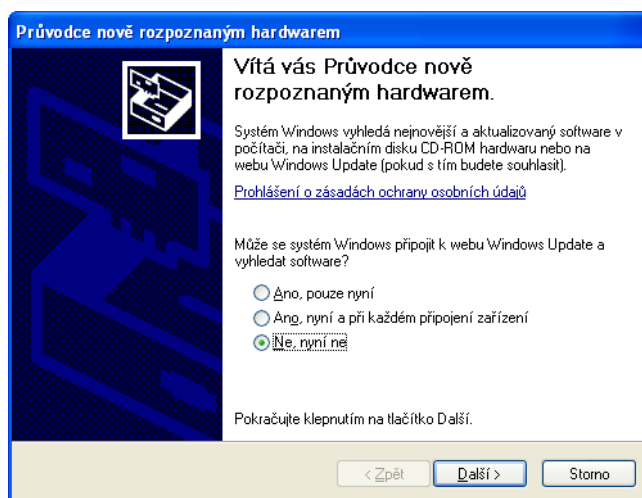 Průvodce nově rozpoznaným hardwarem
Vítá vás Průvodce nově
rozpoznaným hardwarem.
Systém Windows vyhledá nejnovější a aktualizovaný software v
počítači, na instalačním disku CD-ROM hardwaru nebo na
webu Windows Update (pokud s tím budete souhlasit).
Prohlášení o zásadách ochrany osobních údajů
Může se systém Windows připojit k webu Windows Update a
vyhledat software?
Ano, pouze nyní
Ano, nyní a při každém připojení zařízení
Ne, nyní ne
Pokračujte klepnutím na tlačítko Další.
< Zpět Další > Storno